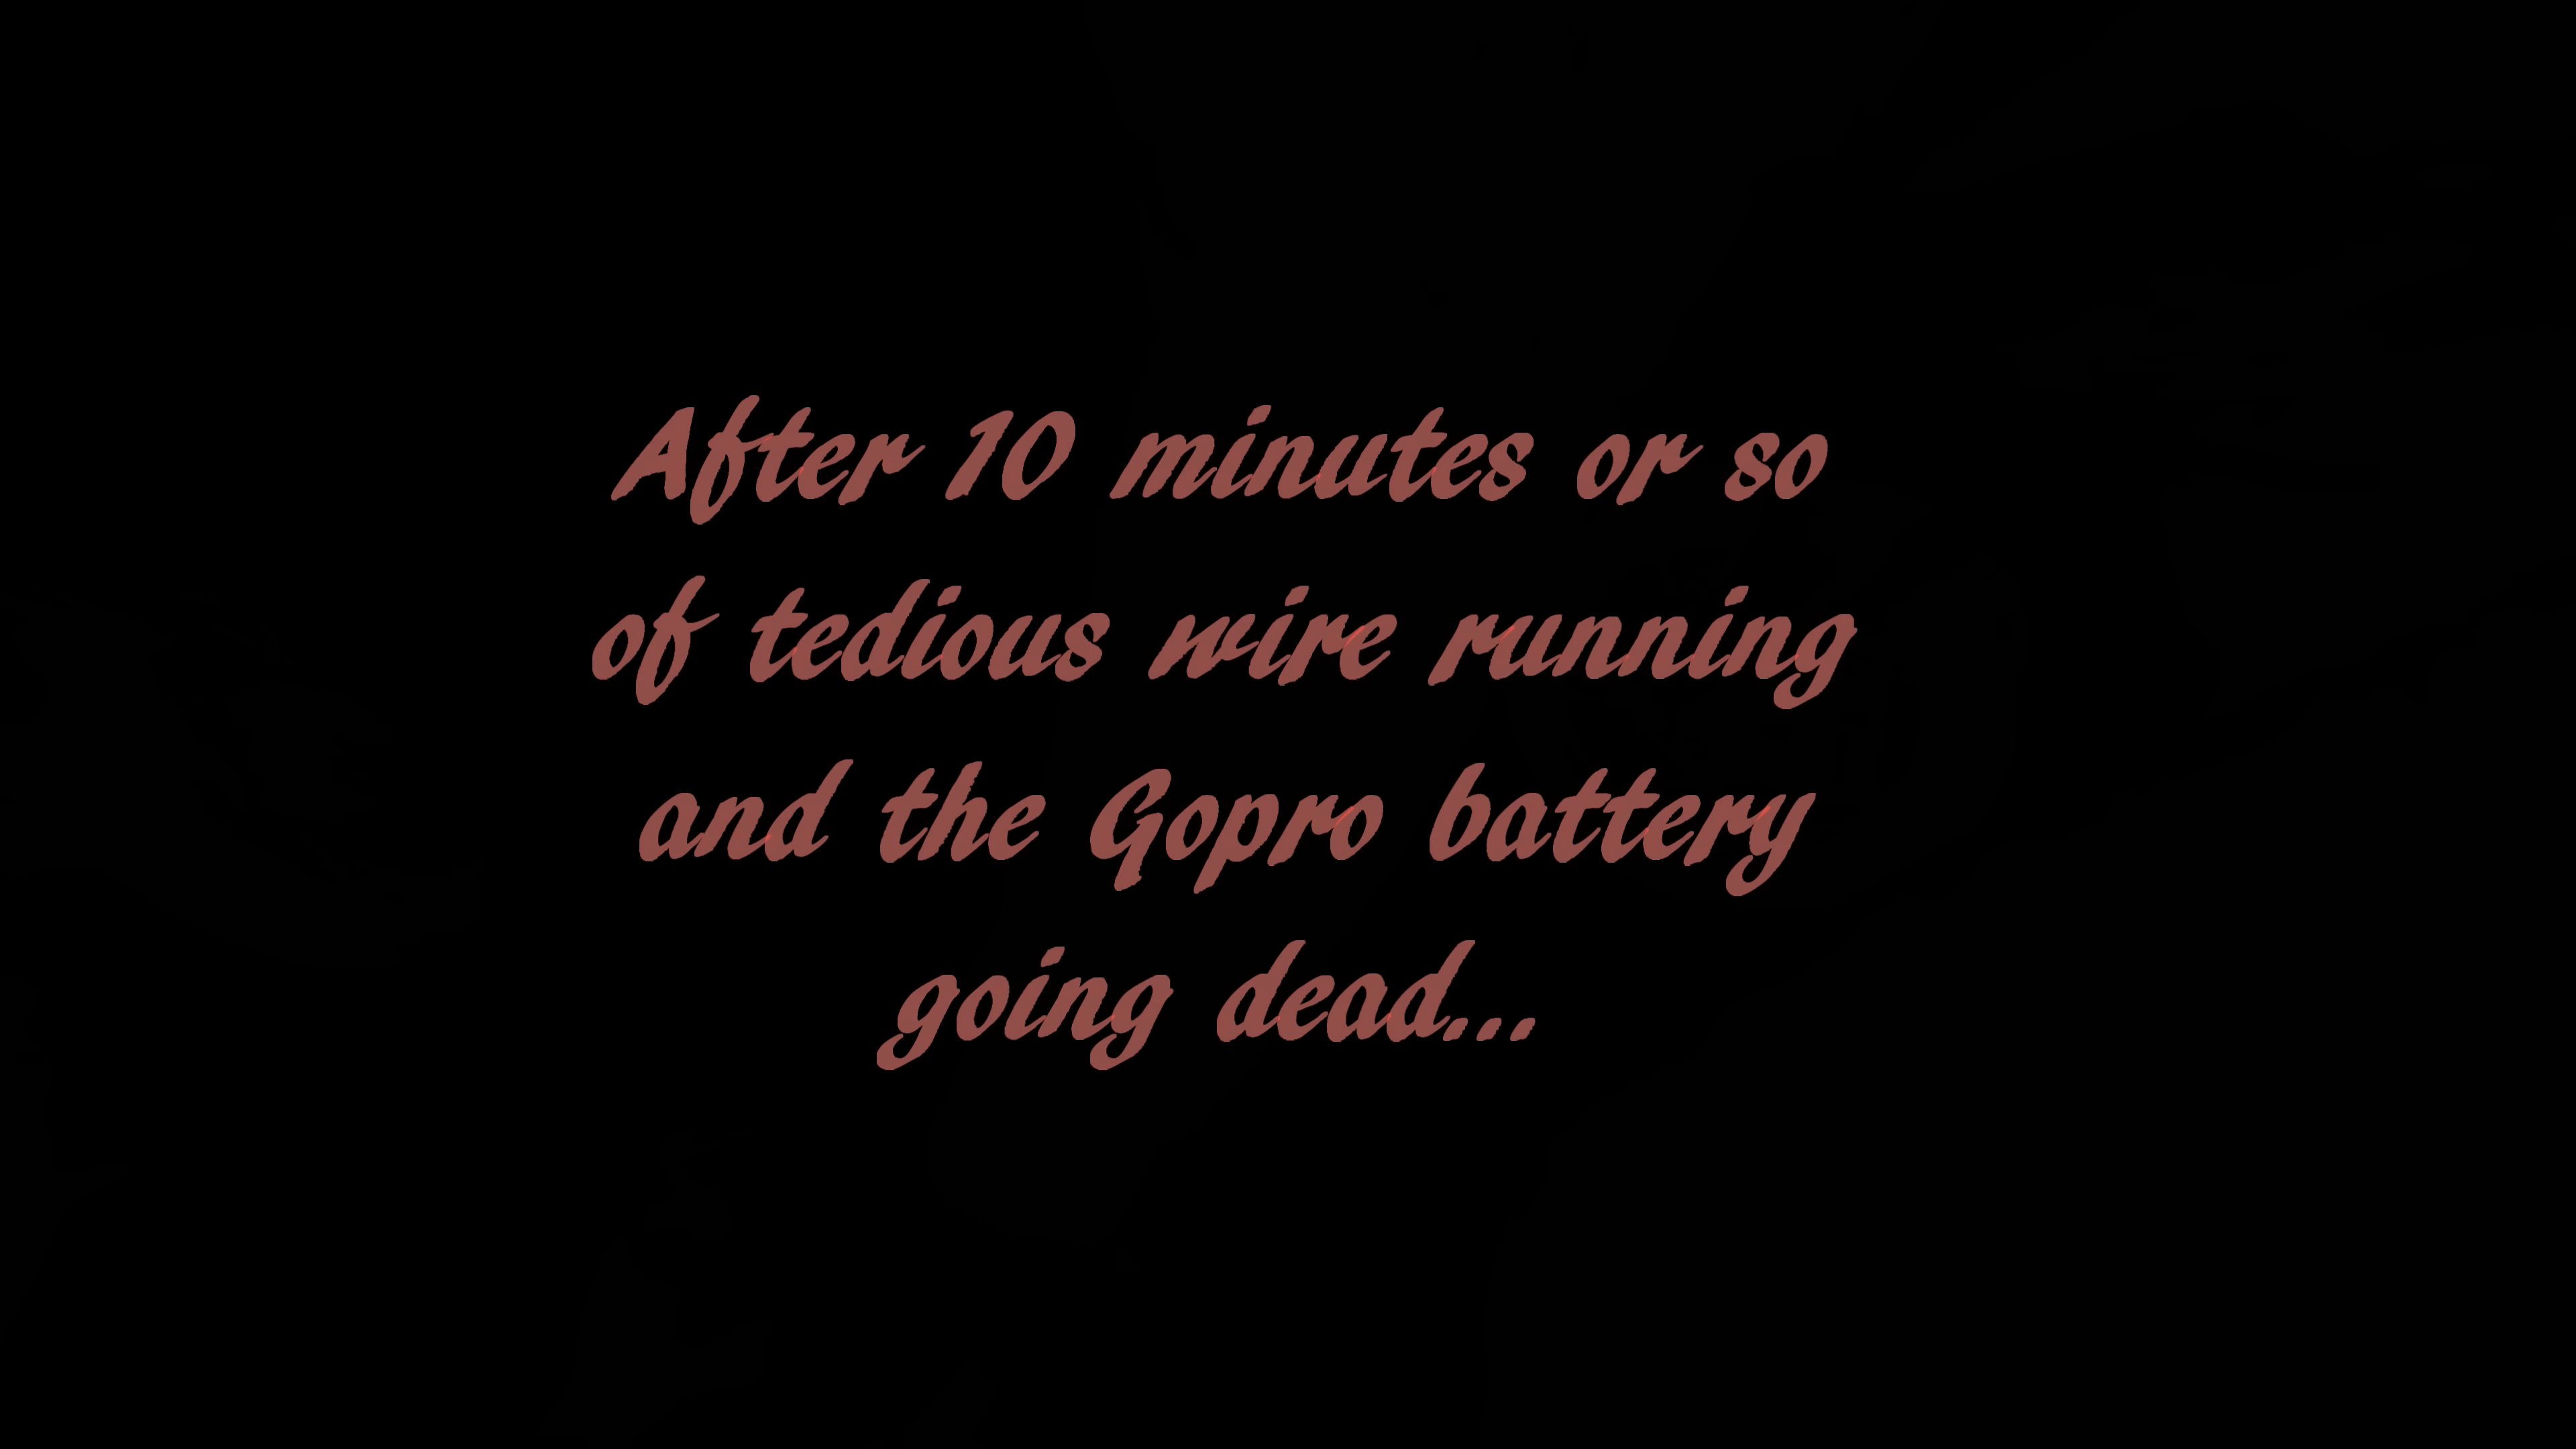 After 10 minutes or so
of tedious wire running
and the Gopro battery
going dead...